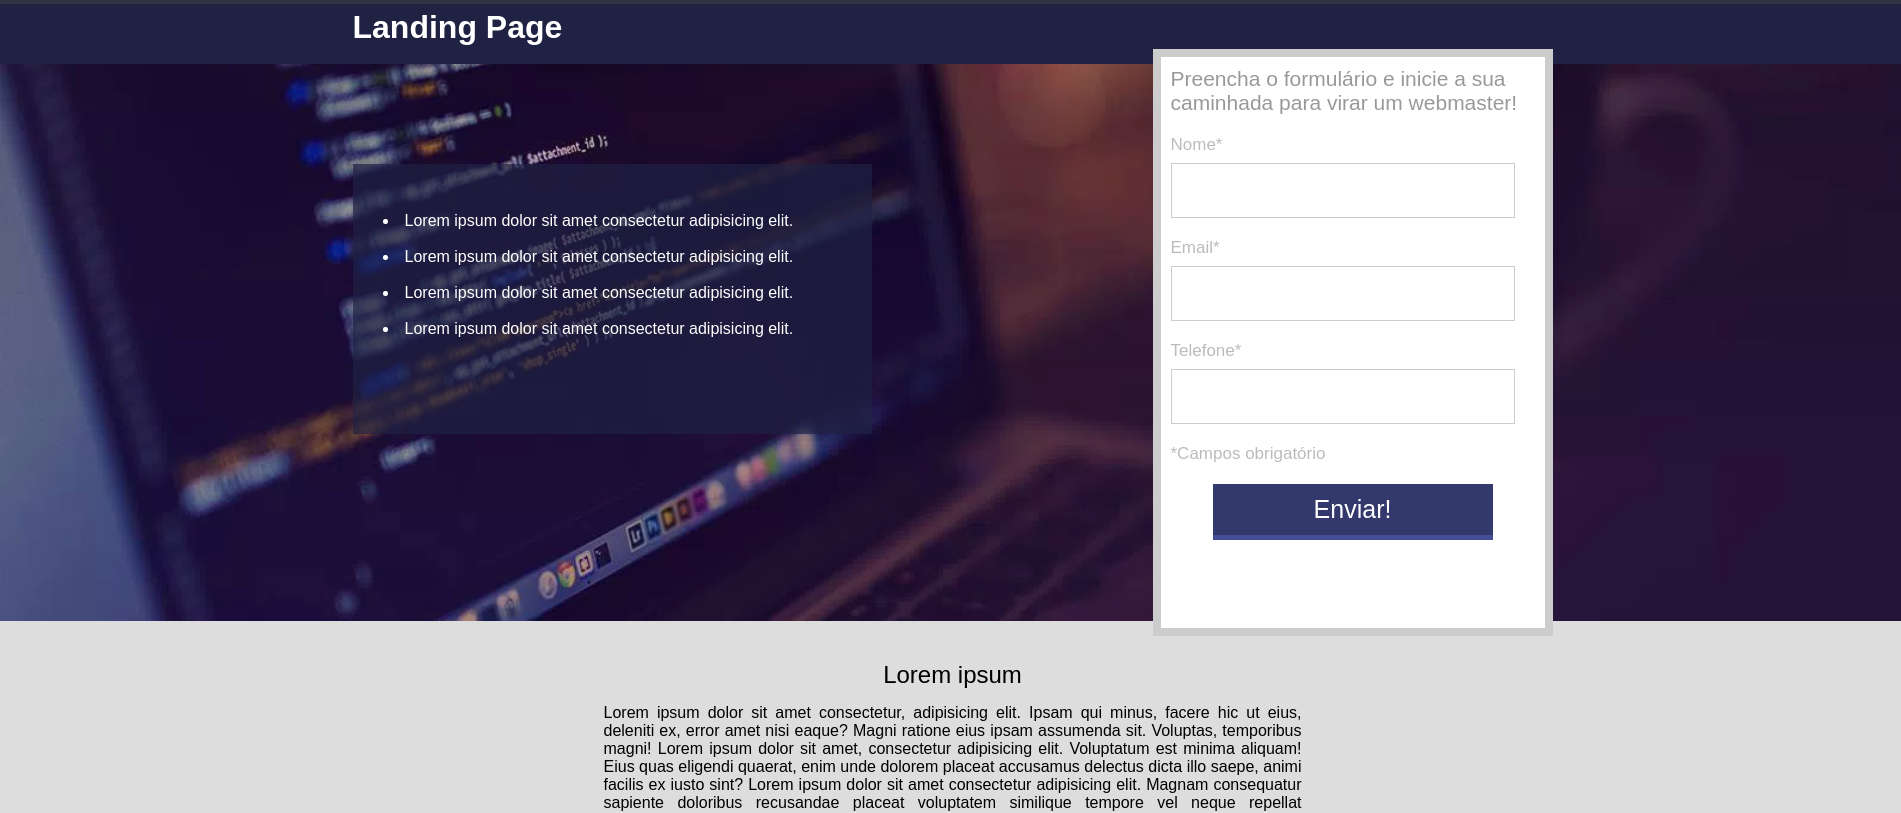 Landing Page
Preencha o formulário e inicie a sua
caminhada para virar um webmaster!
Nome*
Email*
Telefone*
*Campos obrigatório
Enviar!
$attachment_id );
Lorem ipsum dolor sit amet consectetur adipisicing elit.
Lorem ipsum dolor sit amet consectetur adipisicing elit.
Lorem ipsum dolor sit amet consectetur adipisicing elit.
Lorem ipsum dolor sit amet consectetur adipisicing elit.
Lorem ipsum
Lorem ipsum dolor sit amet consectetur, adipisicing elit. Ipsam qui minus, facere hic ut eius,
deleniti ex, error amet nisi eaque? Magni ratione eius ipsam assumenda sit. Voluptas, temporibus
magni! Lorem ipsum dolor sit amet, consectetur adipisicing elit. Voluptatum est minima aliquam!
Eius quas eligendi quaerat, enim unde dolorem placeat accusamus delectus dicta illo saepe, animi
facilis ex iusto sint? Lorem ipsum dolor sit amet consectetur adipisicing elit. Magnam consequatur
sapiente doloribus recusandae placeat voluptatem similique tempore vel neque repellat